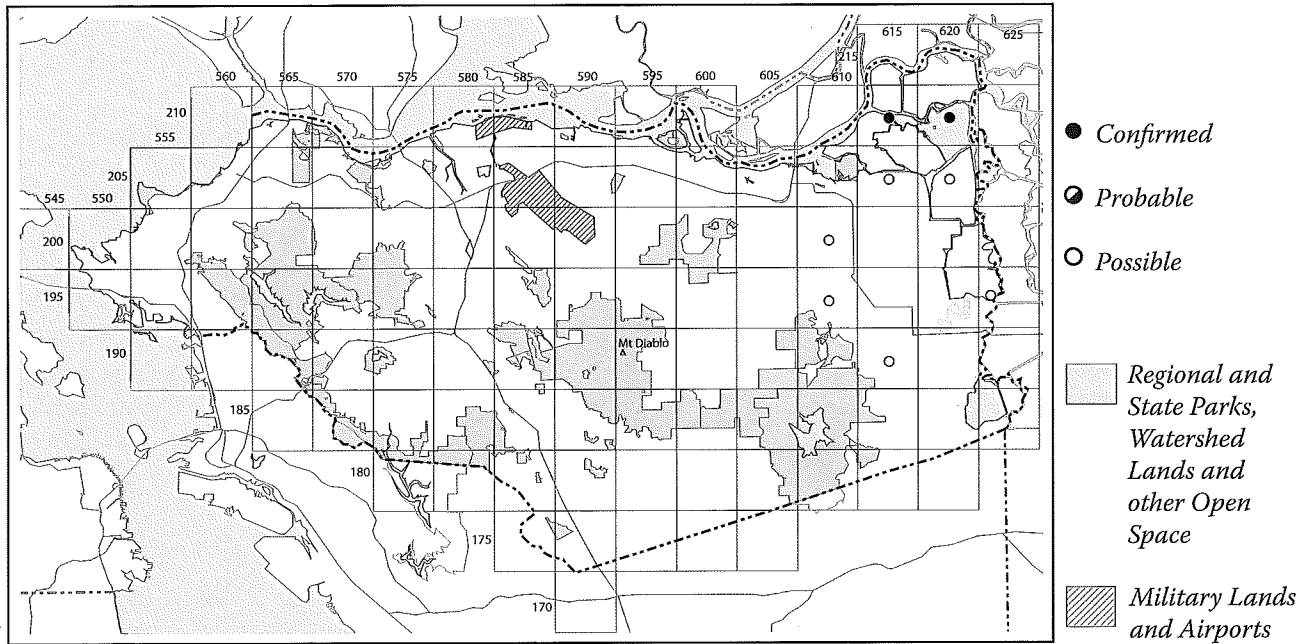 615 620 625
215
560 565 570 575 580 585 590 595 600 605 610
210
555
205
545 550
200
195
190
185
180
175
170
Mt Diablo
Confirmed
Probable
Possible
Regional and
State Parks,
Watershed
Lands and
other Open
Space
Military Lands
and Airports